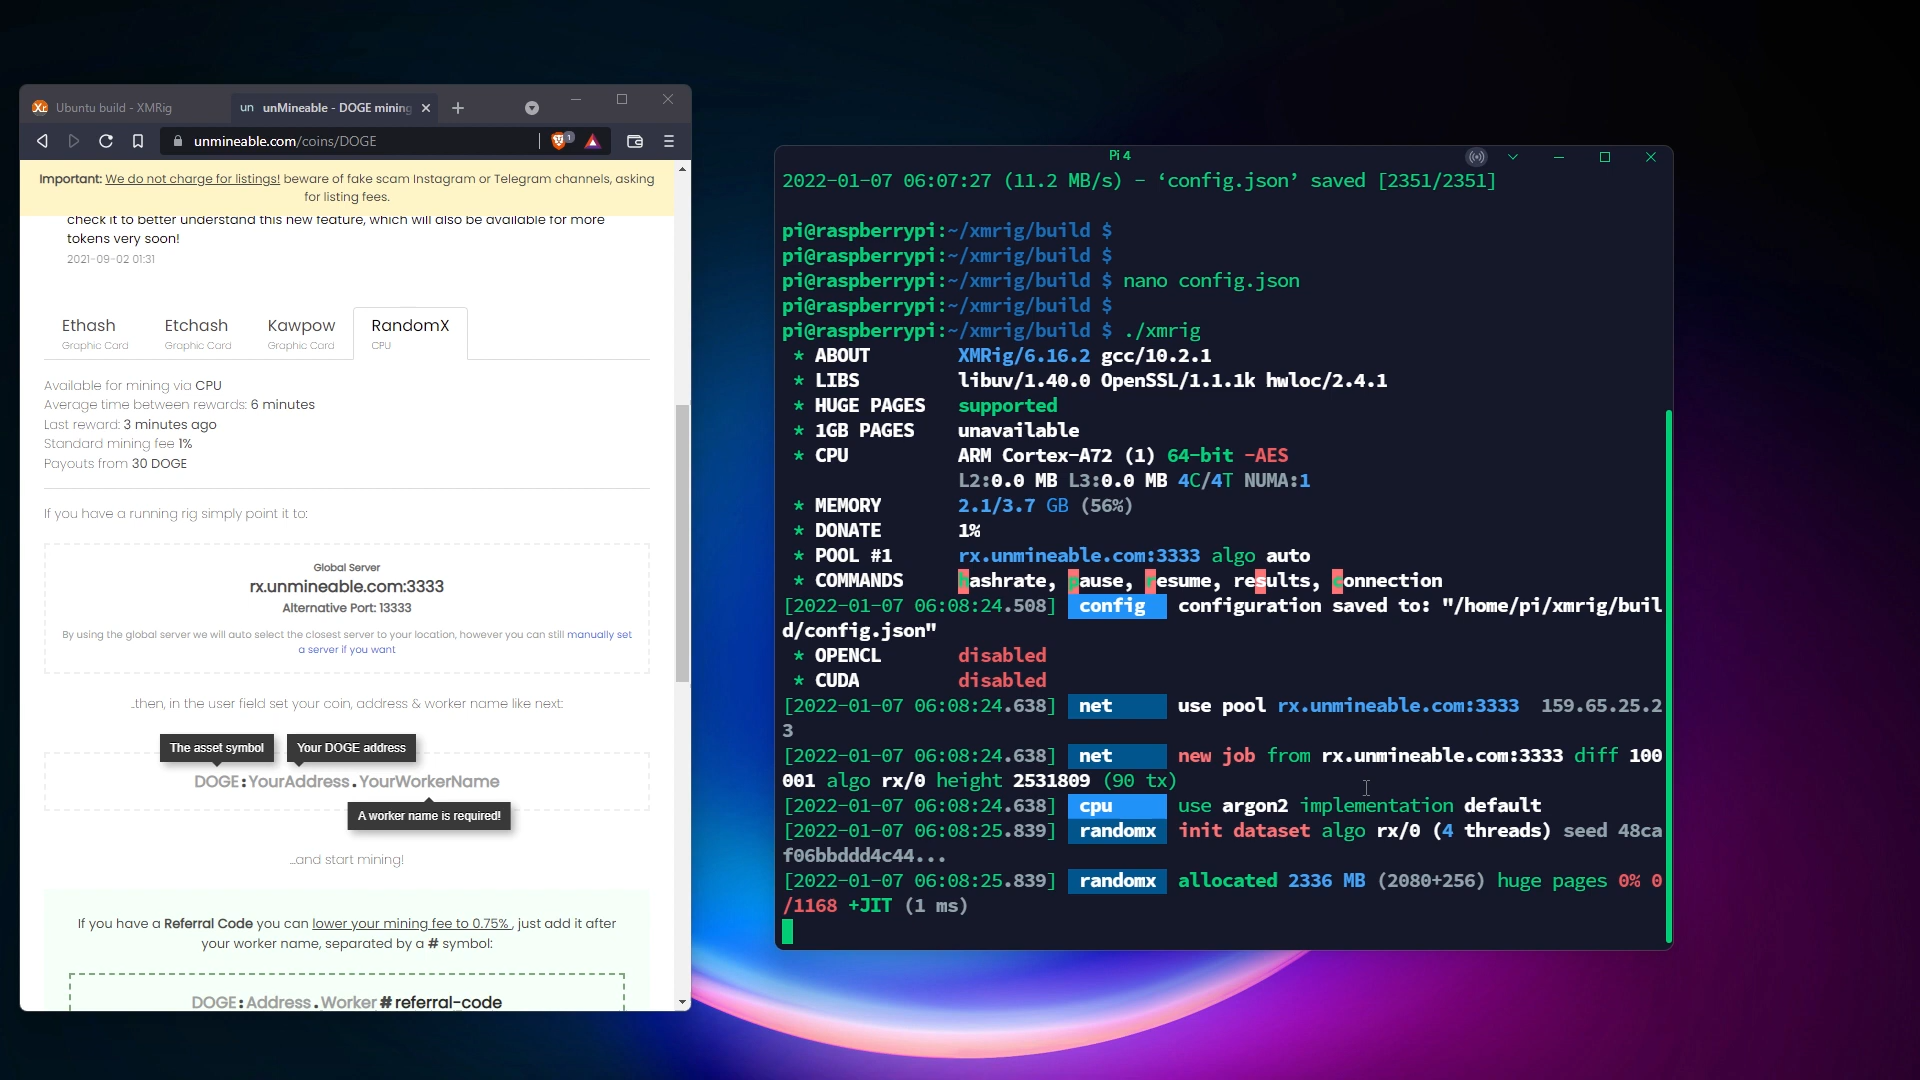 Ubuntu build - XMRig
un unMineable - DOGE mining
unmineable.com/coins/DOGE
1
Important: We do not charge for listings! beware of fake scam Instagram or Telegram channels, asking
for listing fees.
check it to better understand this new feature, which will also be available for more
tokens very soon!
2021-09-02 01:31
Ethash
Graphic Card
Etchash
Graphic Card
Kawpow
Graphic Card
RandomX
CPU
Available for mining via CPU
Average time between rewards: 6 minutes
Last reward: 3 minutes ago
Standard mining fee 1%
Payouts from 30 DOGE
If you have a running rig simply point it to:
Global Server
rx.unmineable.com:3333
Alternative Port: 13333
By using the global server we will auto select the closest server to your location, however you can still manually set
a server if you want
..then, in the user field set your coin, address & worker name like next:
The asset symbol
Your DOGE address
DOGE:YourAddress.YourWorkerName
A worker name is required!
...and start mining!
If you have a Referral Code you can lower your mining fee to 0.75% , just add it after
your worker name, separated by a # symbol:
DOGE:Address.Worker#referral-code
Pi 4
2022-01-07 06:07:27 (11.2 MB/s) - ‘config.json’ saved [2351/2351]
pi@raspberrypi:~/xmrig/build $
pi@raspberrypi:~/xmrig/build $
pi@raspberrypi:~/xmrig/build $ nano config.json
pi@raspberrypi:~/xmrig/build $
pi@raspberrypi:~/xmrig/build $ ./xmrig
* ABOUT XMRig/6.16.2 gcc/10.2.1
* LIBS libuv/1.40.0 OpenSSL/1.1.1k hwloc/2.4.1
* HUGE PAGES supported
* 1GB PAGES unavailable
* CPU ARM Cortex-A72 (1) 64-bit -AES
L2:0.0 MB L3:0.0 MB 4C/4T NUMA:1
* MEMORY 2.1/3.7 GB (56%)
* DONATE 1%
* POOL #1 rx.unmineable.com:3333 algo auto
* COMMANDS hashrate, pause, resume, results, connection
[2022-01-07 06:08:24.508] config configuration saved to: "/home/pi/xmrig/buil
d/config.json"
* OPENCL disabled
* CUDA disabled
[2022-01-07 06:08:24.638] net use pool rx.unmineable.com:3333 159.65.25.2
3
[2022-01-07 06:08:24.638] net new job from rx.unmineable.com:3333 diff 100
001 algo rx/0 height 2531809 (90 tx)
[2022-01-07 06:08:24.638] cpu use argon2 implementation default
[2022-01-07 06:08:25.839] randomx init dataset algo rx/0 (4 threads) seed 48ca
f06bbddd4c44...
[2022-01-07 06:08:25.839] randomx allocated 2336 MB (2080+256) huge pages 0% 0
/1168 +JIT (1 ms)